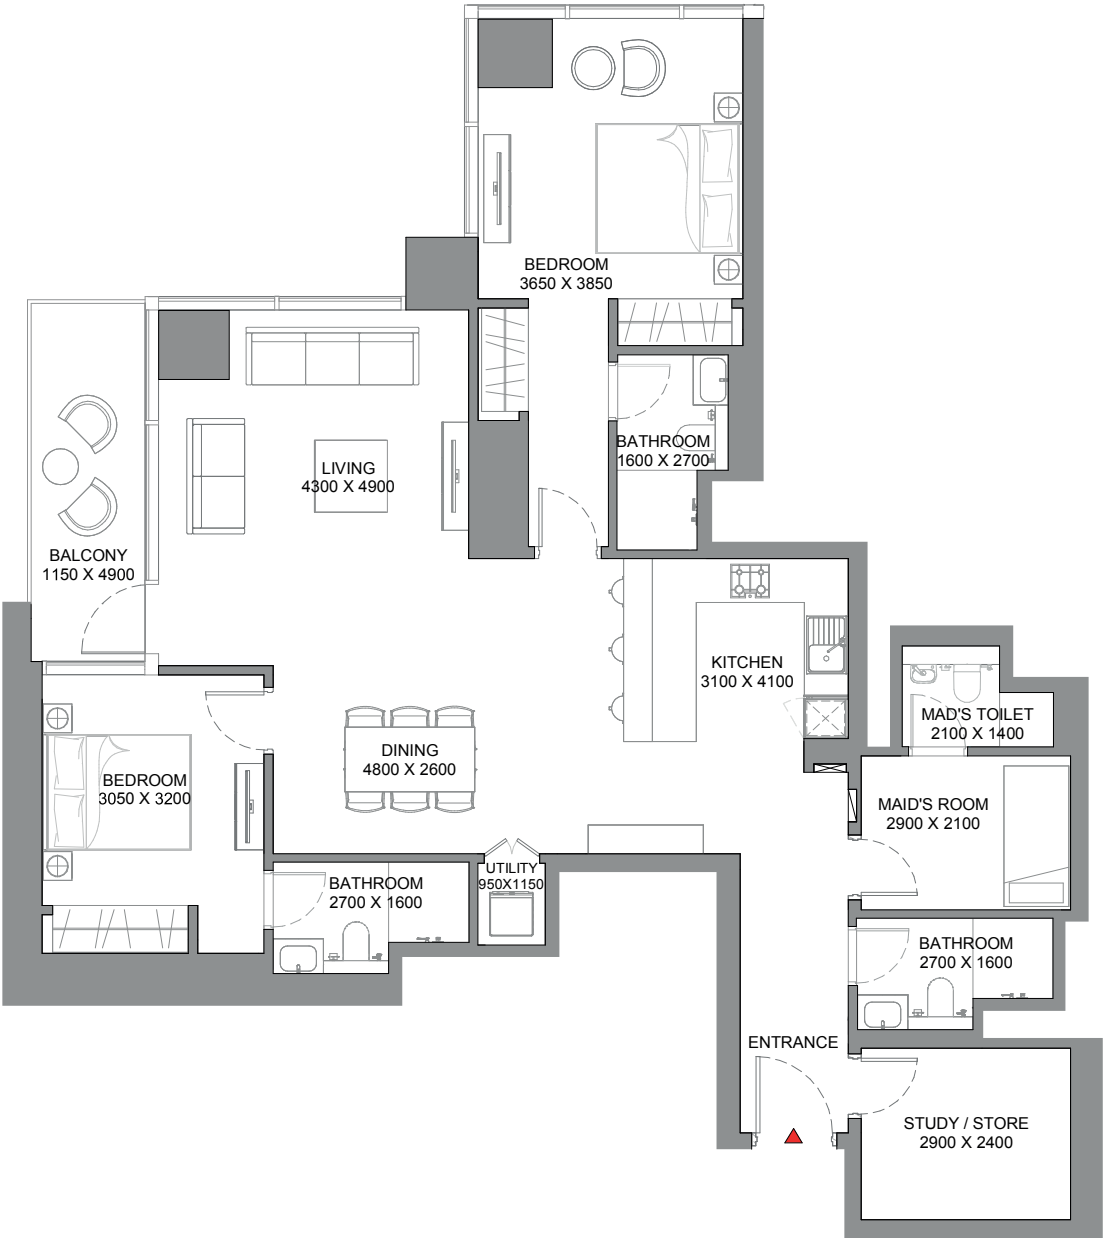 BEDROOM
3650 X 3850
BATHROOM
1600 X 2700
LIVING
4300 X 4900
BALCONY
1150 X 4900
KITCHEN
3100 X 4100
MAD'S TOILET
2100 X 1400
DINING
4800 X 2600
BEDROOM
3050 X 3200
MAID'S ROOM
2900 X 2100
UTILITY
950X1150
BATHROOM
2700 X 1600
BATHROOM
2700 X 1600
ENTRANCE
STUDY / STORE
2900 X 2400